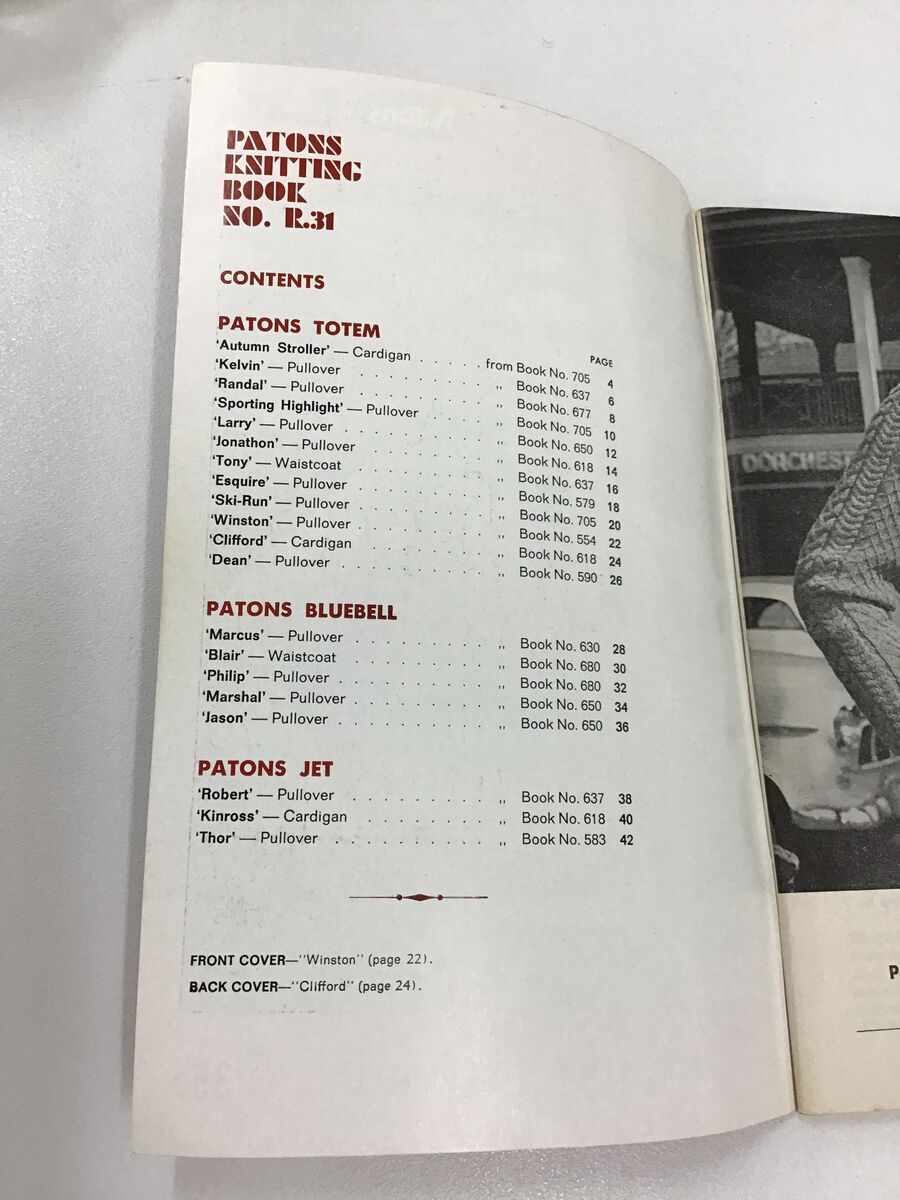 PATONS
KNITTING
BOOK
NO. R.31
CONTENTS
PATONS TOTEM
PAGE
'Autumn Stroller' — Cardigan . . . . . from Book No. 705 4
'Kelvin' — Pullover . . . . . . . . ,, Book No. 637 6
'Randal' — Pullover . . . . . . . . ,, Book No. 677 8
'Sporting Highlight' — Pullover . . . . ,, Book No. 705 10
'Larry' — Pullover . . . . . . . . ,, Book No. 650 12
'Jonathon' — Pullover . . . . . . . ,, Book No. 618 14
'Tony' — Waistcoat . . . . . . . . ,, Book No. 637 16
'Esquire' — Pullover . . . . . . . ,, Book No. 579 18
'Ski-Run' — Pullover . . . . . . . ,, Book No. 705 20
'Winston' — Pullover . . . . . . . ,, Book No. 554 22
'Clifford' — Cardigan . . . . . . . ,, Book No. 618 24
'Dean' — Pullover . . . . . . . . ,, Book No. 590 26
PATONS BLUEBELL
'Marcus' — Pullover . . . . . . . ,, Book No. 630 28
'Blair' — Waistcoat . . . . . . . ,, Book No. 680 30
'Philip' — Pullover . . . . . . . ,, Book No. 680 32
'Marshal' — Pullover . . . . . . . ,, Book No. 650 34
'Jason' — Pullover . . . . . . . . ,, Book No. 650 36
PATONS JET
'Robert' — Pullover . . . . . . . ,, Book No. 637 38
'Kinross' — Cardigan . . . . . . . ,, Book No. 618 40
'Thor' — Pullover . . . . . . . . ,, Book No. 583 42
FRONT COVER—"Winston" (page 22).
BACK COVER—"Clifford" (page 24).
P